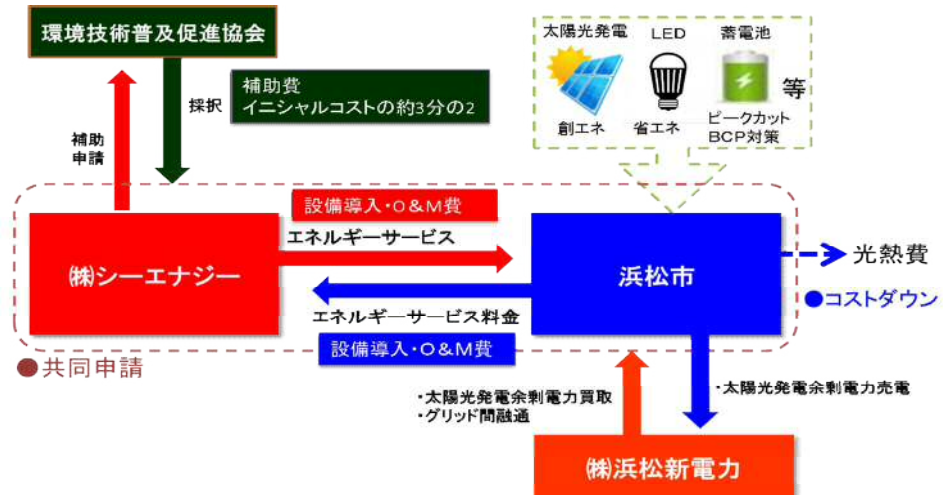 環境技術普及促進協会
補助
申請
採択
補助費
イニシャルコストの約3分の2
太陽光発電
LED
蓄電池
等
創エネ
省エネ
ピークカット
BCP対策
㈱シーエナジー
設備導入・O&M費
エネルギーサービス
エネルギーサービス料金
設備導入・O&M費
浜松市
光熱費
●コストダウン
●共同申請
・太陽光発電余剰電力買取
・グリッド間融通
・太陽光発電余剰電力売電
㈱浜松新電力